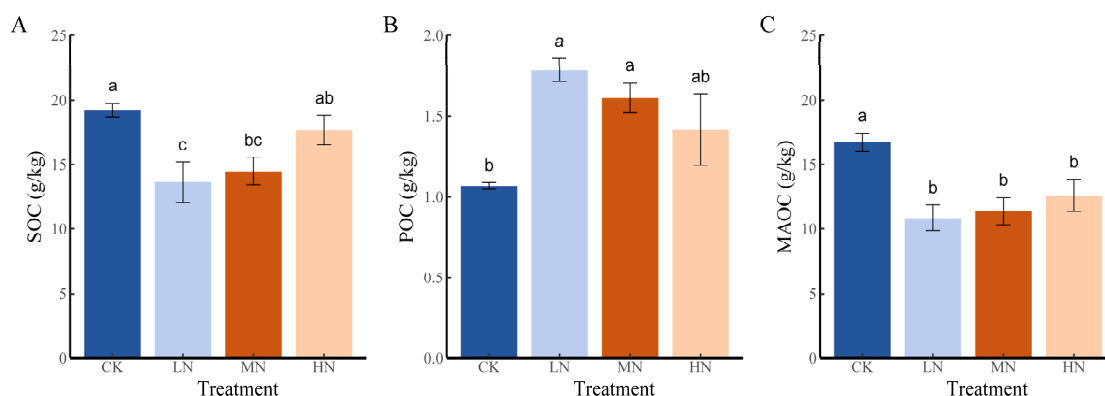 A
SOC (g/kg)
25
20
15
10
5
0
a
c
bc
ab
CK LN MN HN
Treatment
B
POC (g/kg)
2.0
1.5
1.0
0.5
0.0
b
a
a
ab
CK LN MN HN
Treatment
C
MAOC (g/kg)
25
20
15
10
5
0
a
b
b
b
CK LN MN HN
Treatment